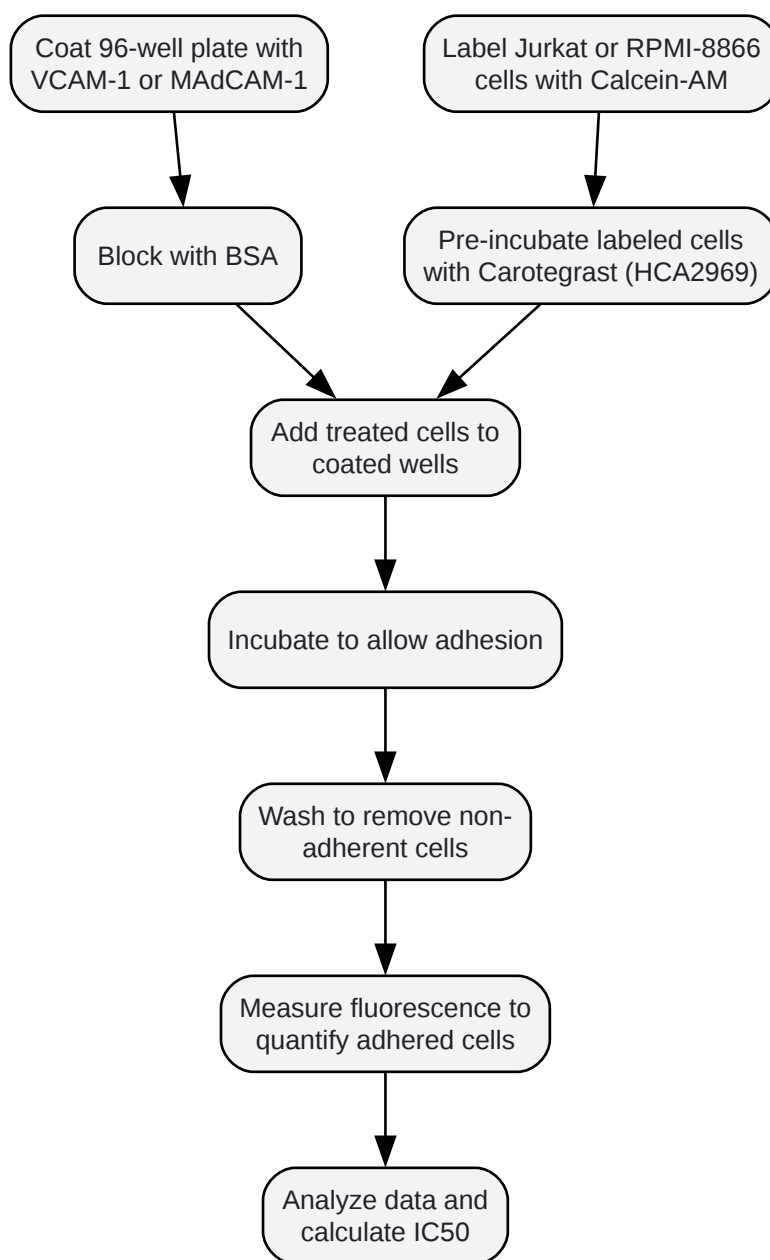 Coat 96-well plate with
VCAM-1 or MAdCAM-1
Label Jurkat or RPMI-8866
cells with Calcein-AM
Block with BSA
Pre-incubate labeled cells
with Carotegrast (HCA2969)
Add treated cells to
coated wells
Incubate to allow adhesion
Wash to remove non-
adherent cells
Measure fluorescence to
quantify adhered cells
Analyze data and
calculate IC50